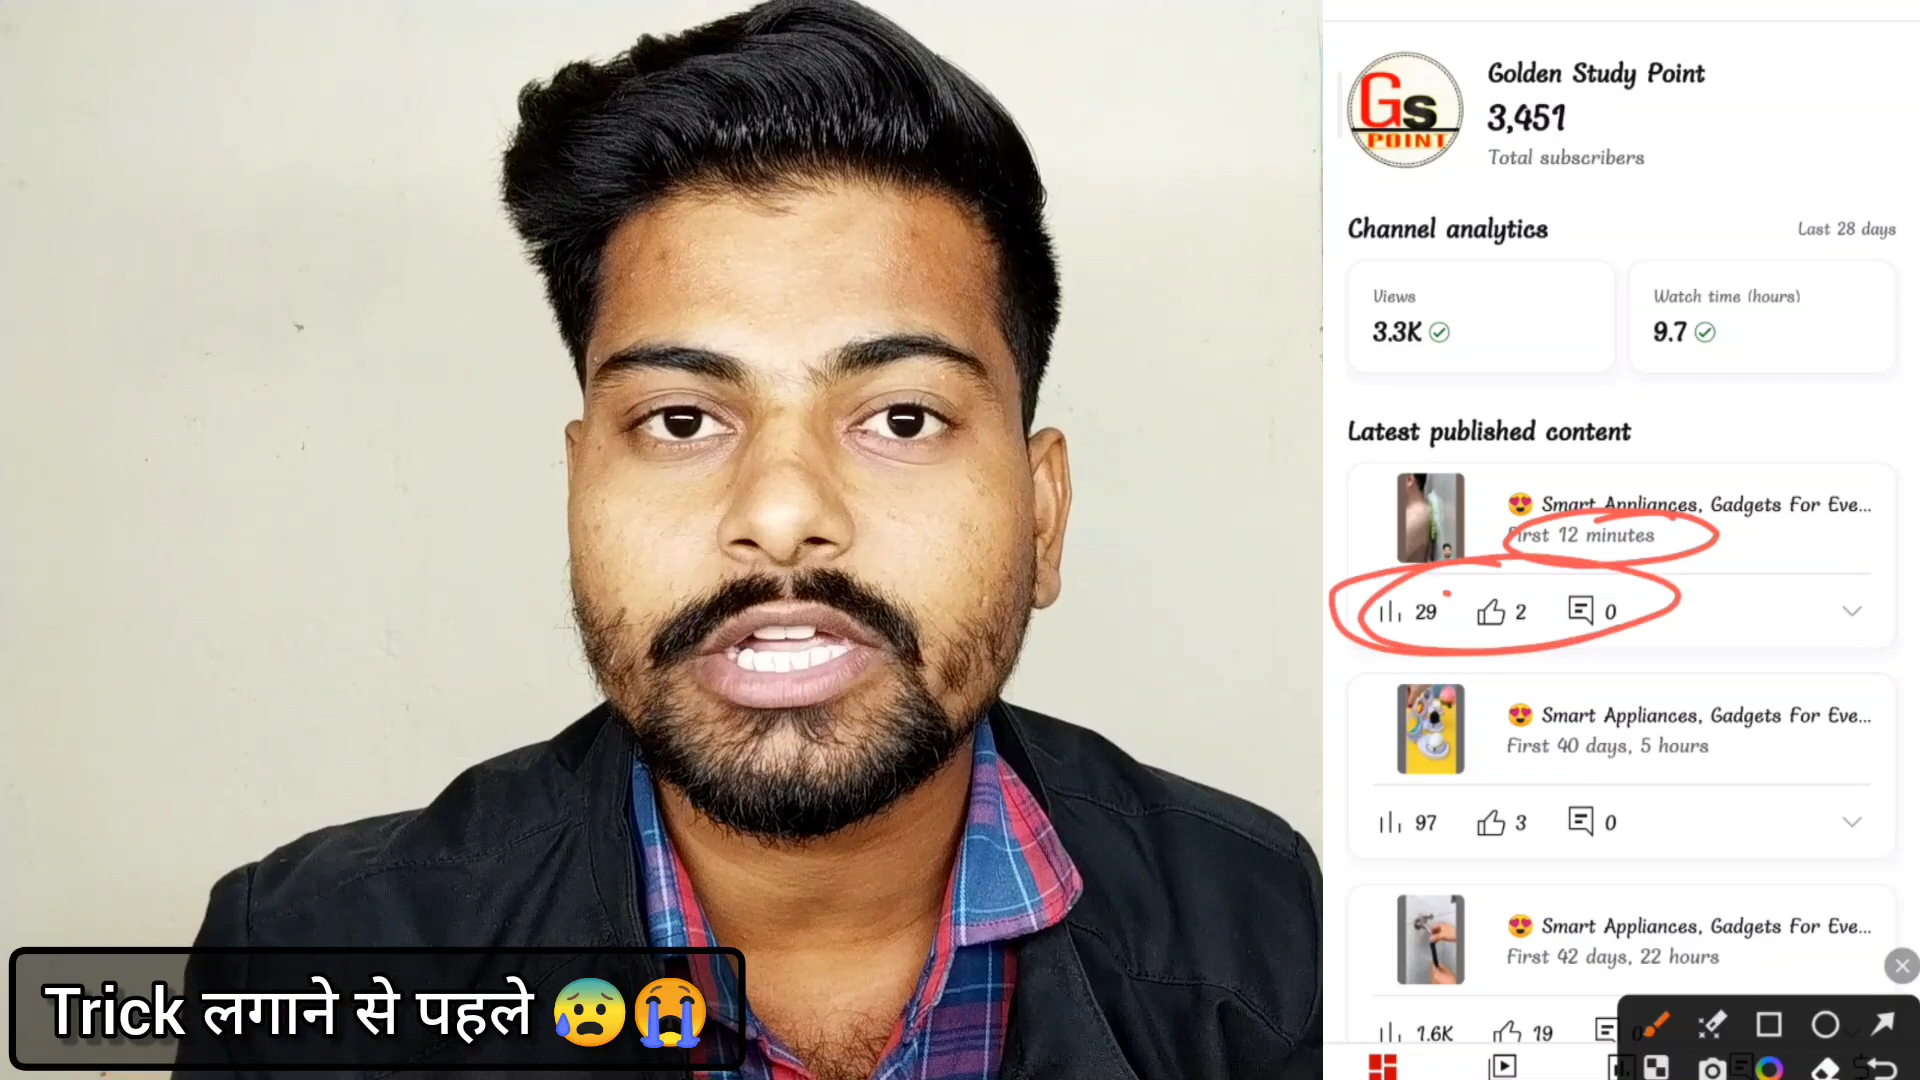 Golden Study Point
3,451
Total subscribers
Gs
POINT
Channel analytics
Last 28 days
Views
3.3K
Watch time (hours)
9.7
Latest published content
😍 Smart Appliances, Gadgets For Eve...
First 12 minutes
29 2 0
😍 Smart Appliances, Gadgets For Eve...
First 40 days, 5 hours
97 3 0
😍 Smart Appliances, Gadgets For Eve...
First 42 days, 22 hours
1.6K 19 0
Trick लगाने से पहले 😰😭